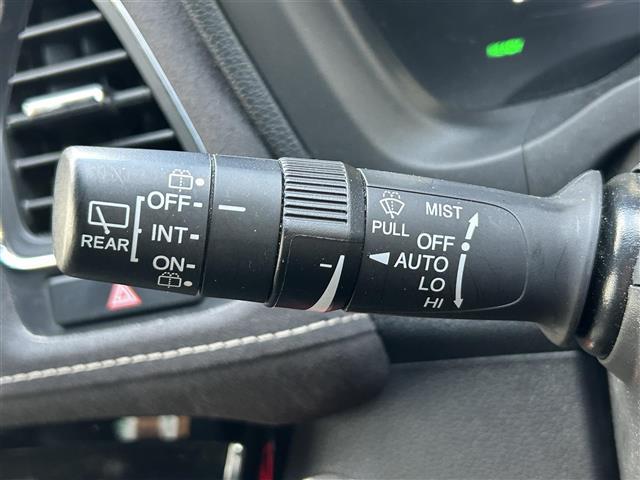 OFF
REAR
INT
ON
PULL
MIST
OFF
AUTO
LO
HI